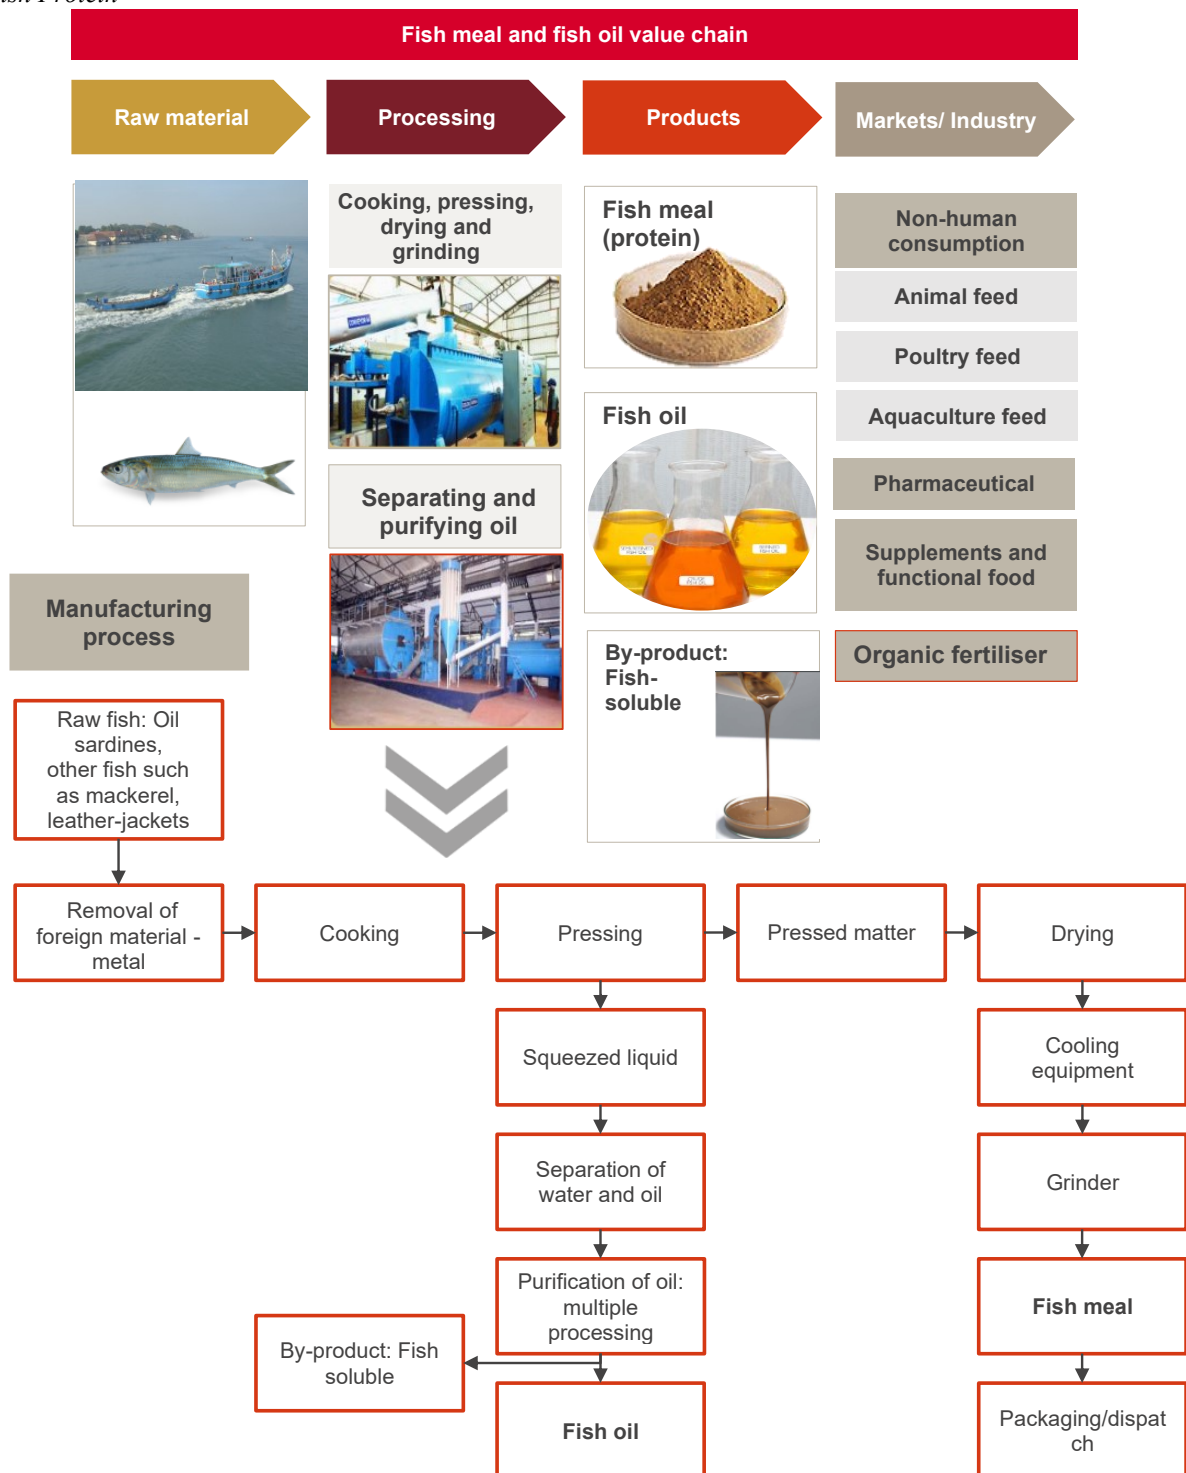 Fish meal and fish oil value chain
Raw material
Processing
Products
Markets/ Industry
Cooking, pressing,
drying and
grinding
Separating and
purifying oil
Fish meal
(protein)
Fish oil
By-product:
Fish-
soluble
Non-human
consumption
Animal feed
Poultry feed
Aquaculture feed
Pharmaceutical
Supplements and
functional food
Organic fertiliser
Manufacturing
process
Raw fish: Oil
sardines,
other fish such
as mackerel,
leather-jackets
Removal of
foreign material -
metal
Cooking
Pressing
Pressed matter
Drying
Squeezed liquid
Separation of
water and oil
Purification of oil:
multiple
processing
By-product: Fish
soluble
Fish oil
Cooling
equipment
Grinder
Fish meal
Packaging/dispat
ch